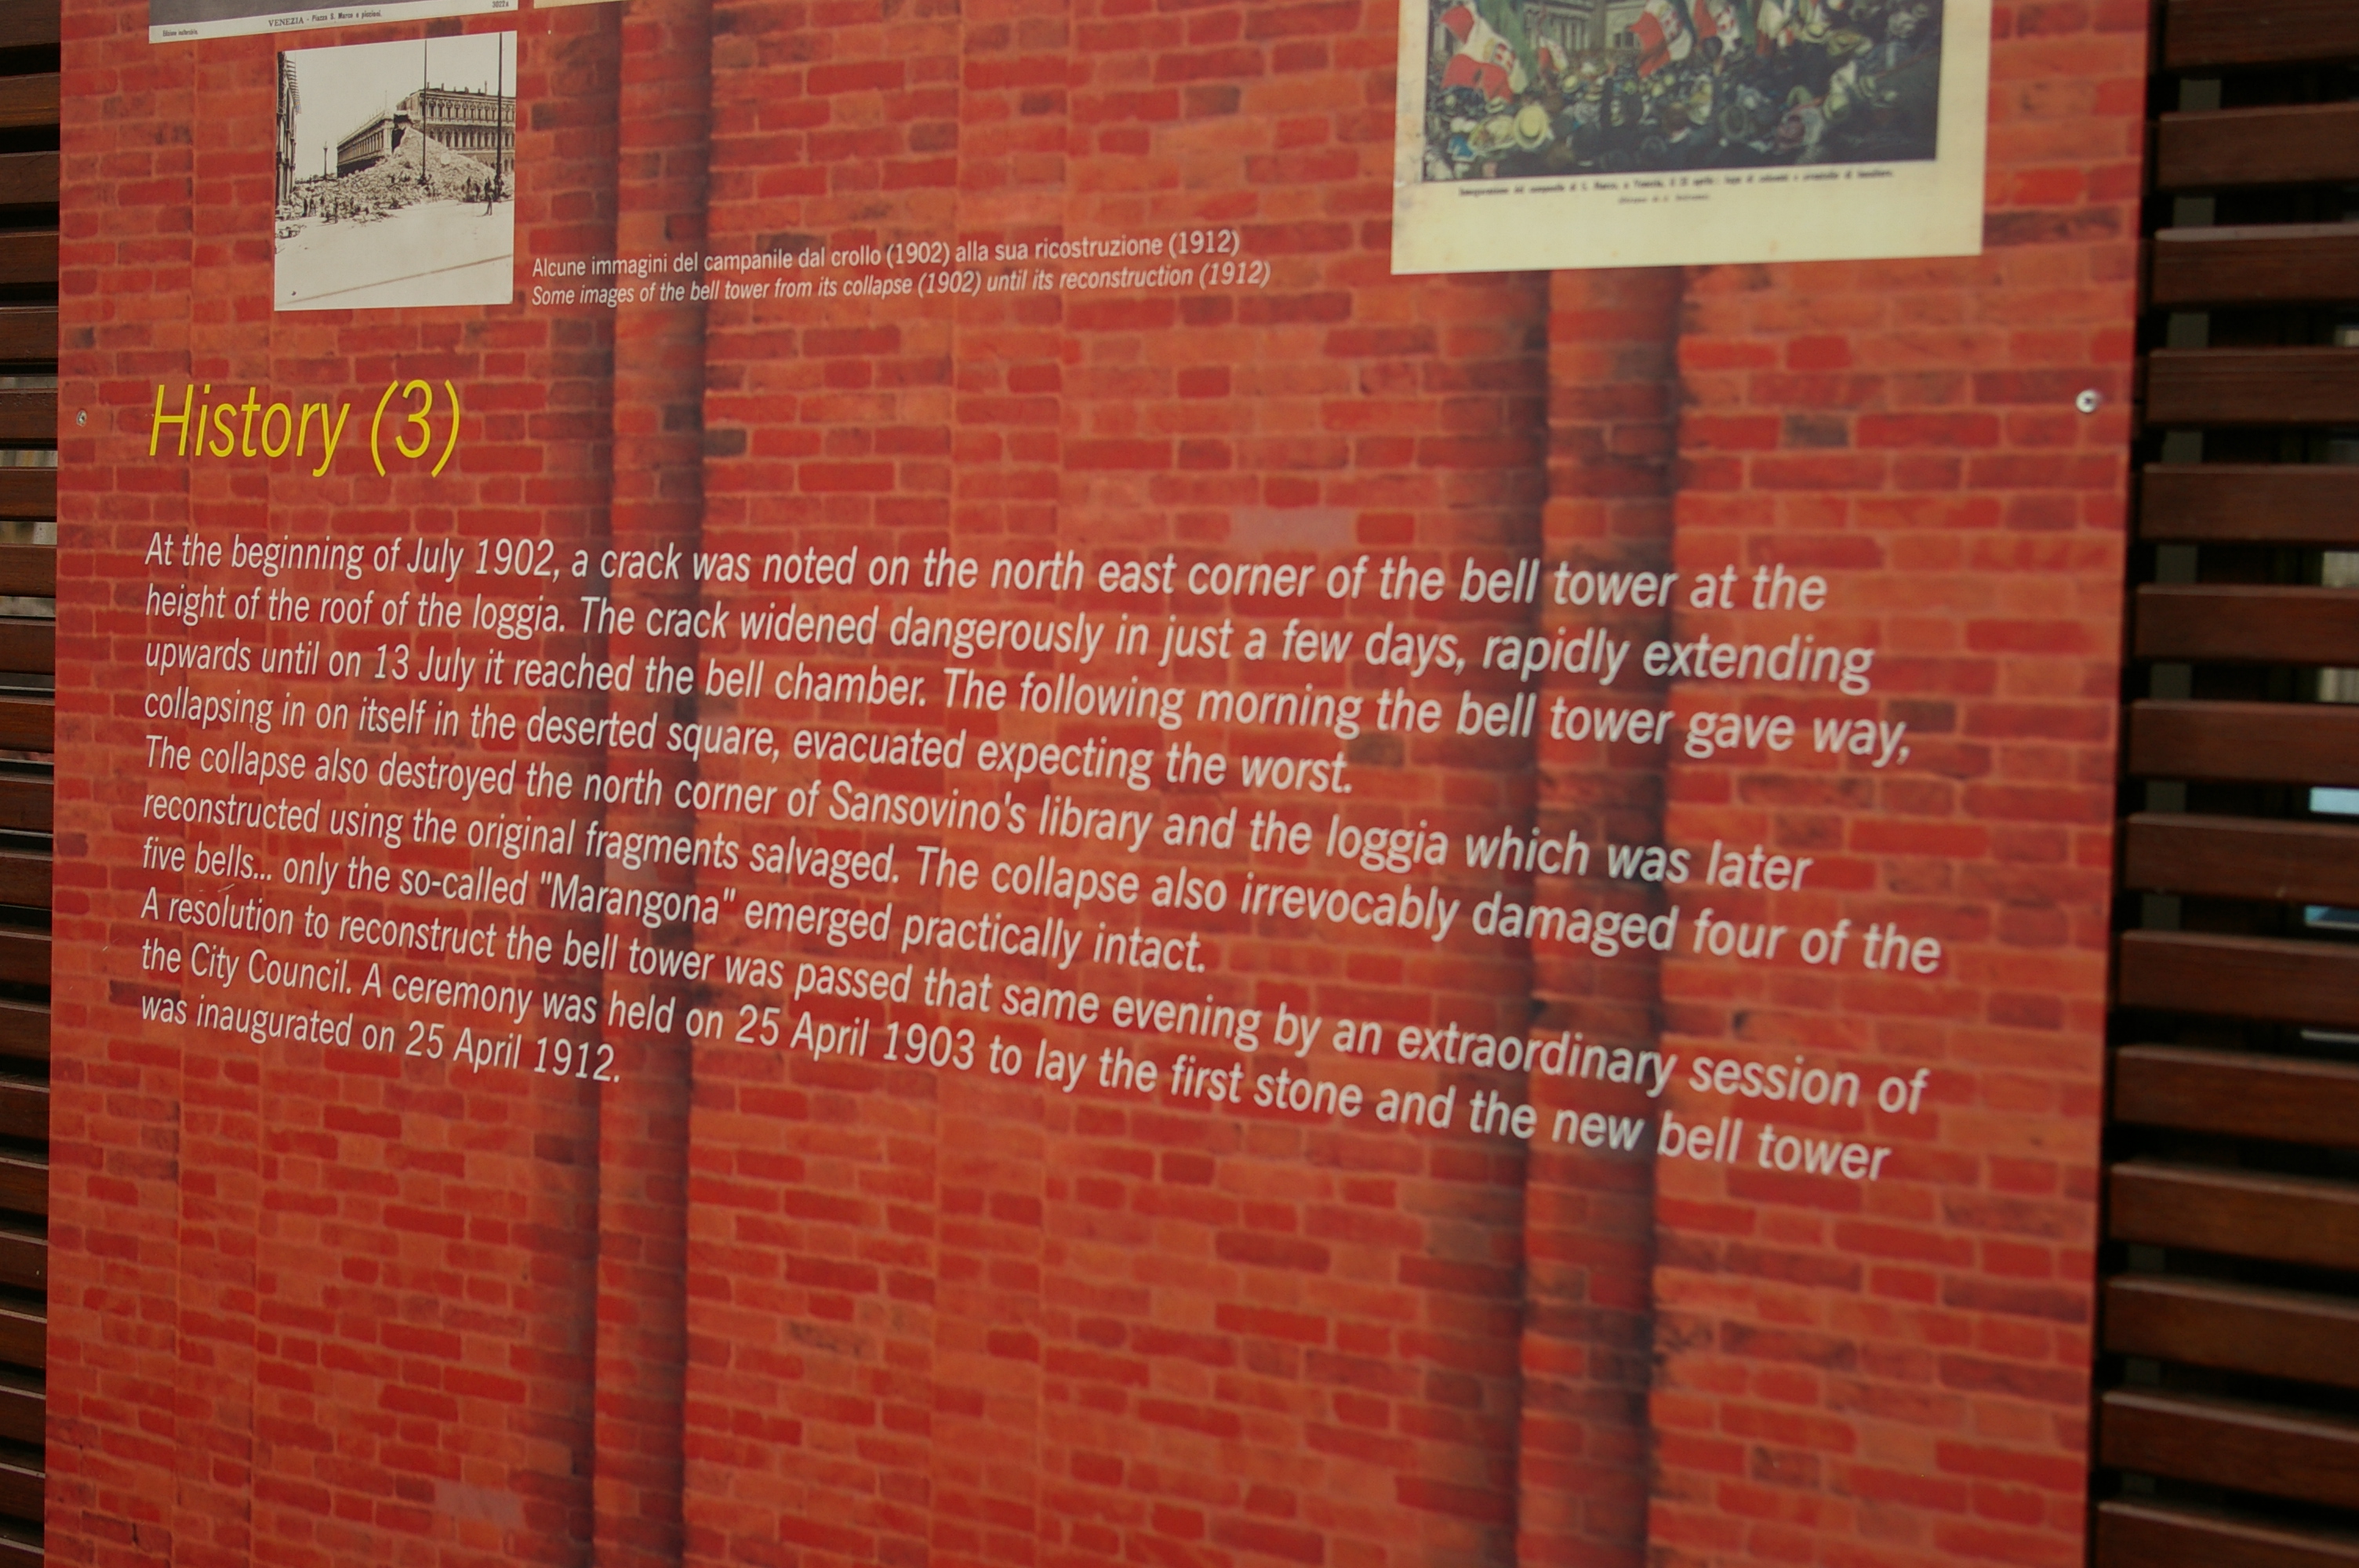 VENEZIA - Piazza S. Marco e piccioni.
3022a
Alcune immagini del campanile dal crollo (1902) alla sua ricostruzione (1912)
Some images of the bell tower from its collapse (1902) until its reconstruction (1912)
History (3)
At the beginning of July 1902, a crack was noted on the north east corner of the bell tower at the
height of the roof of the loggia. The crack widened dangerously in just a few days, rapidly extending
upwards until on 13 July it reached the bell chamber. The following morning the bell tower gave way,
collapsing in on itself in the deserted square, evacuated expecting the worst.
The collapse also destroyed the north corner of Sansovino's library and the loggia which was later
reconstructed using the original fragments salvaged. The collapse also irrevocably damaged four of the
five bells... only the so-called "Marangona" emerged practically intact.
A resolution to reconstruct the bell tower was passed that same evening by an extraordinary session of
the City Council. A ceremony was held on 25 April 1903 to lay the first stone and the new bell tower
was inaugurated on 25 April 1912.